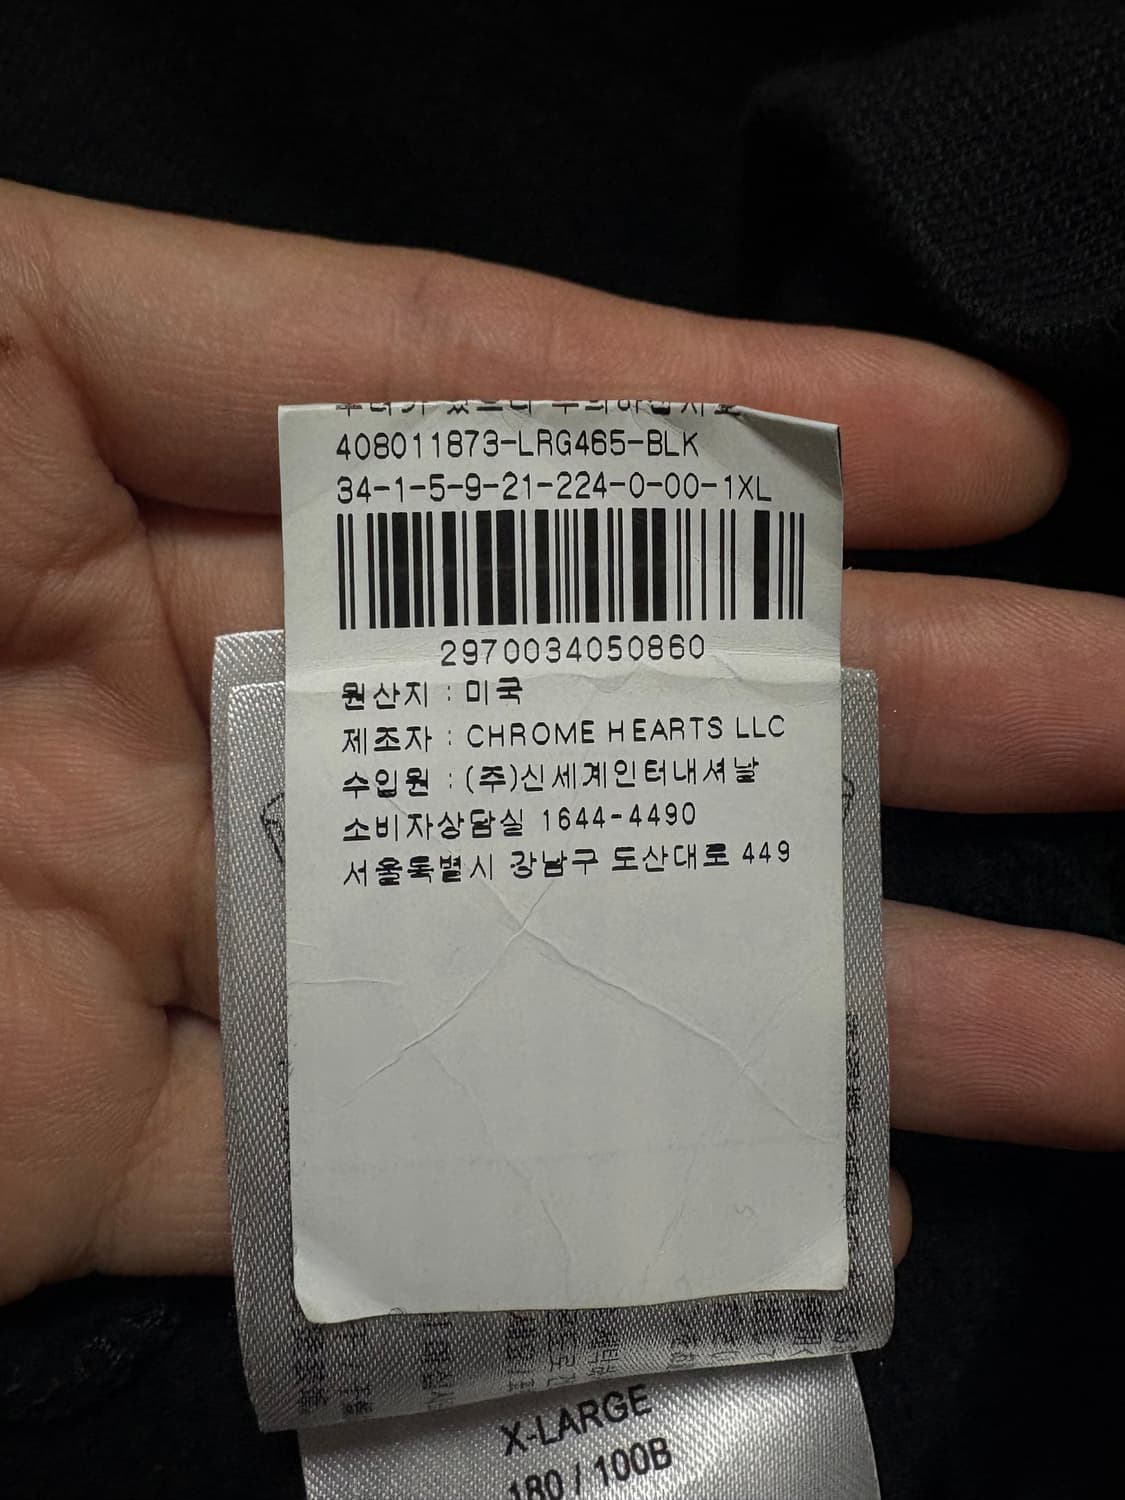 408011873-LRG465-BLK
34-1-5-9-21-224-0-00-1XL
2970034050860
원산지 : 미국
제조자 : CHROME HEARTS LLC
수입원 : (주)신세계인터내셔날
소비자상담실 1644-4490
서울특별시 강남구 도산대로 449
X-LARGE
180 / 100B